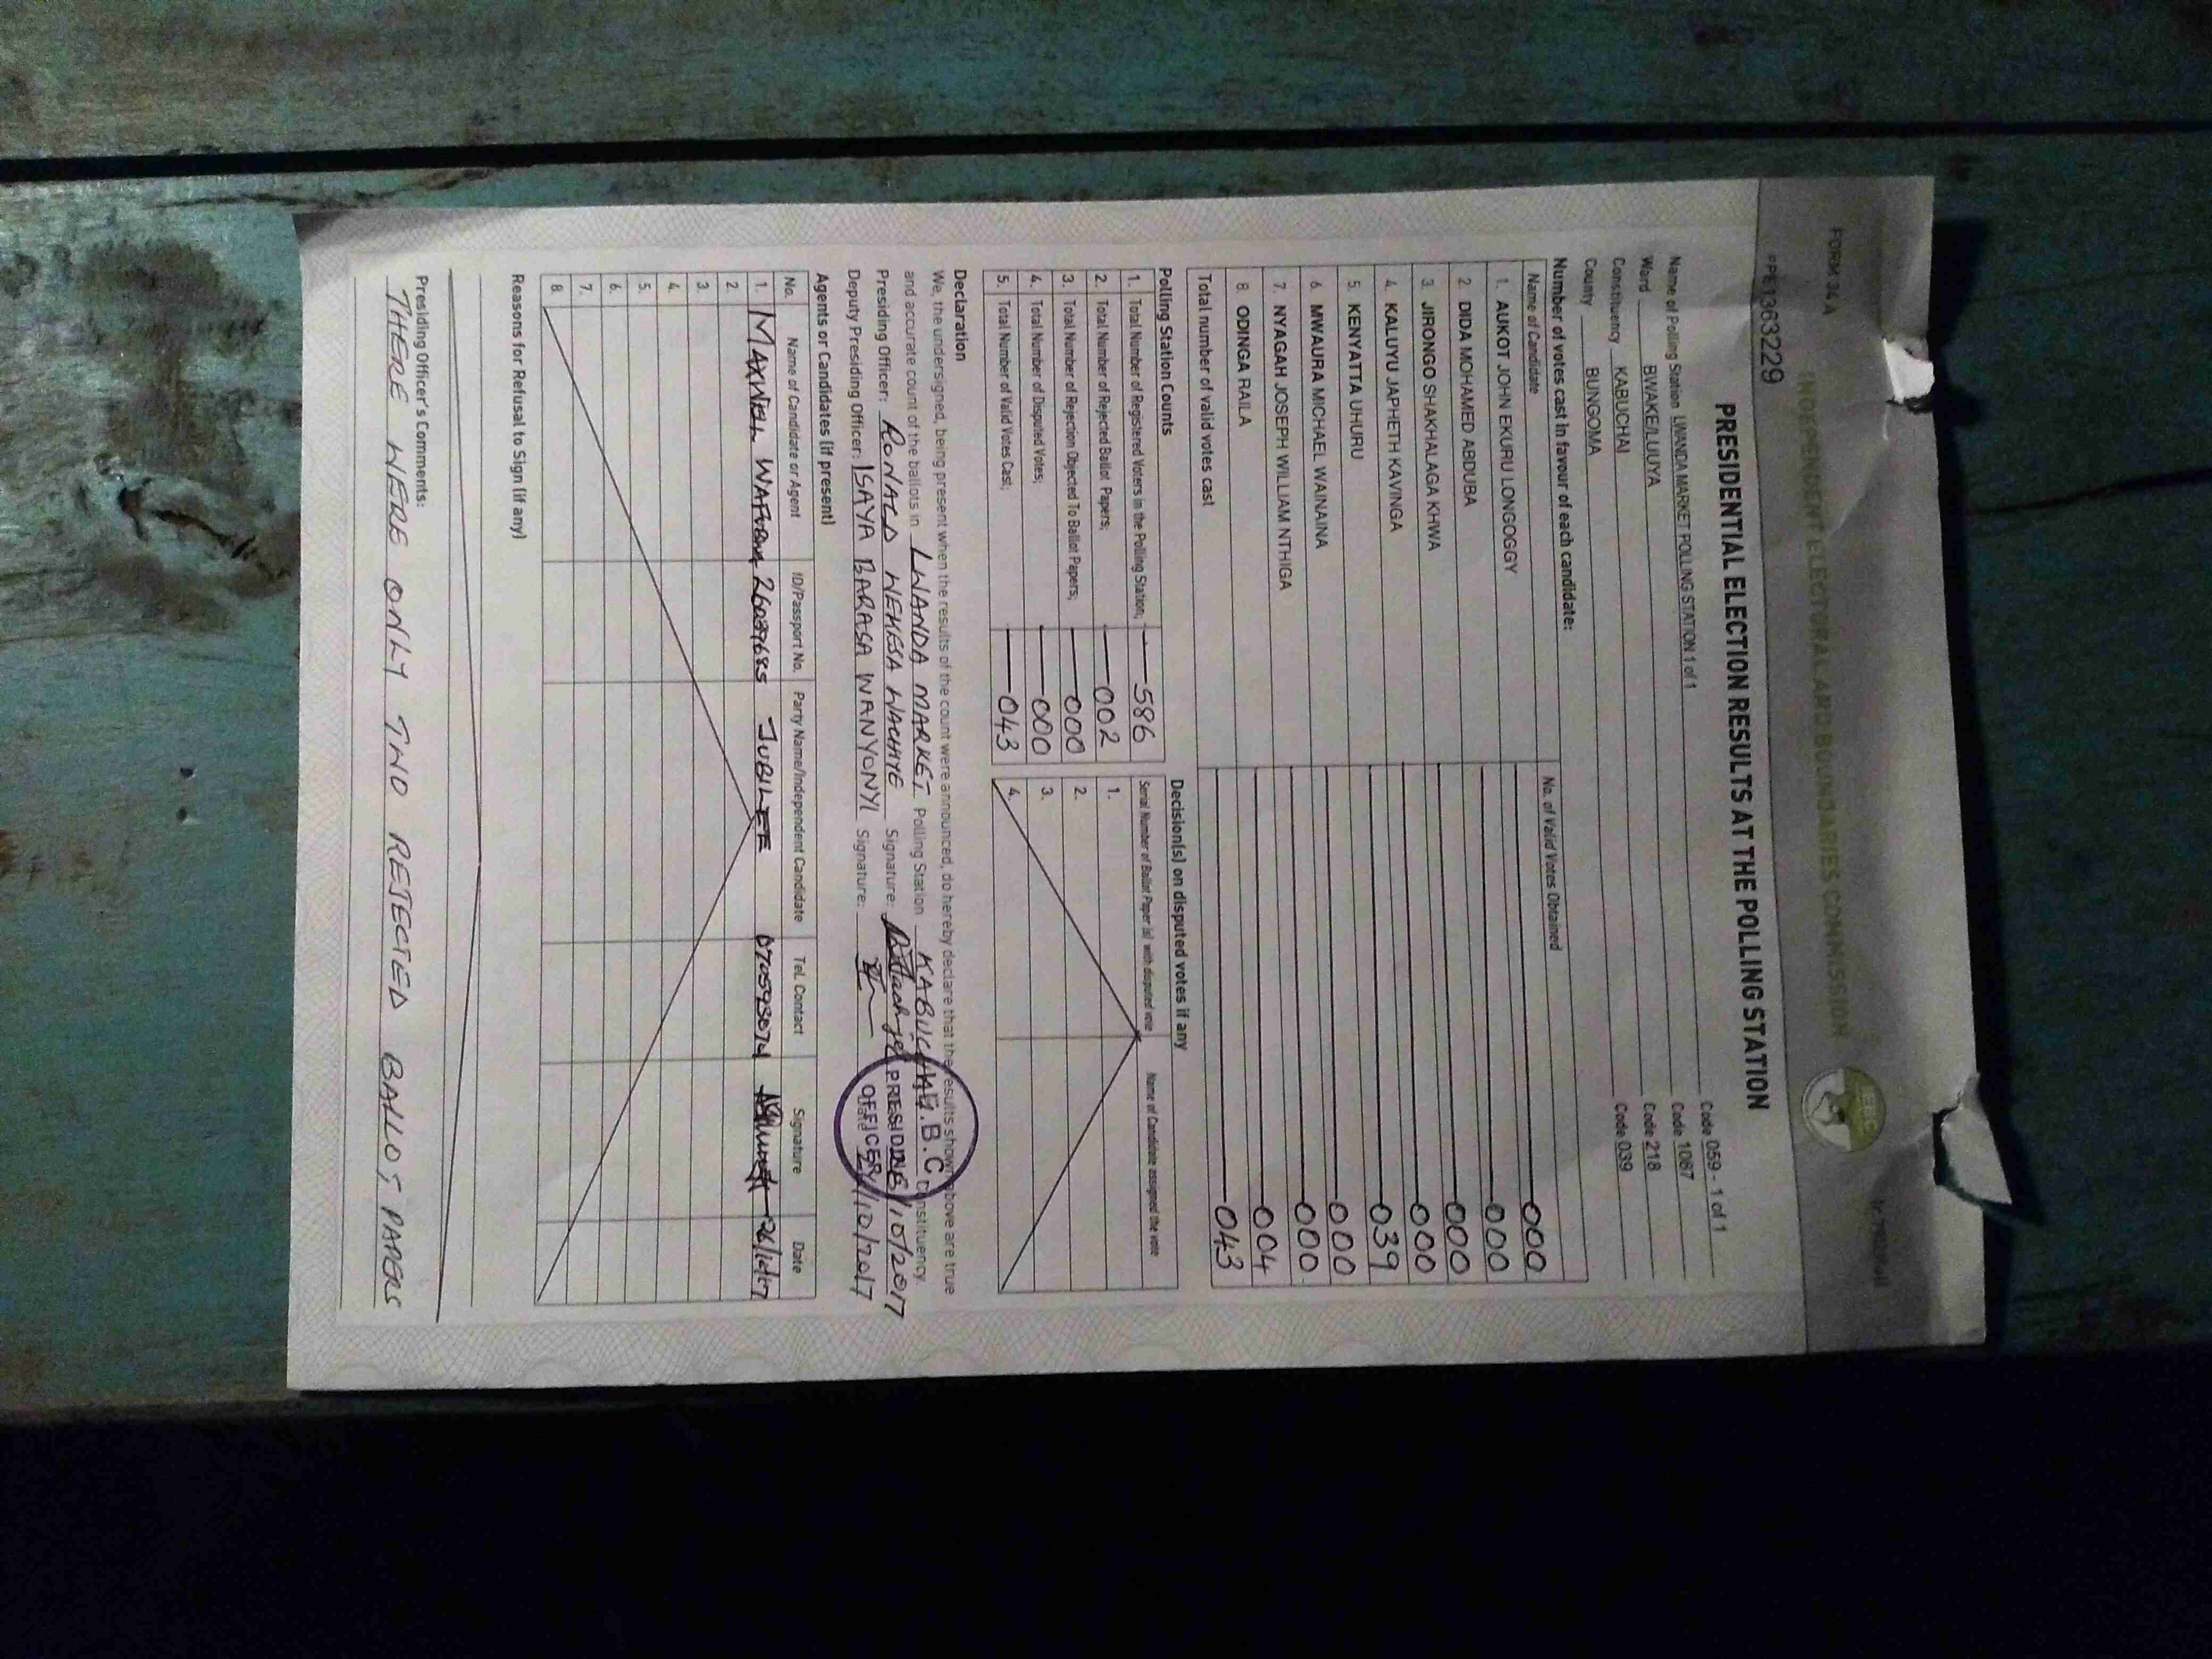 FORM 34A
INDEPENDENT ELECTORAL AND BOUNDARIES COMMISSION
IEBC
PRESIDENTIAL ELECTION RESULTS AT THE POLLING STATION
Name of Polling Station LWANDA MARKET POLLING STATION 1 of 1 Code 059 - 1 of 1
Ward BWAKE/LUUYA Code 1087
Constituency KABUCHAI Code 218
County BUNGOMA Code 039
Number of votes cast in favour of each candidate:
Name of Candidate No. of Valid Votes Obtained
1. AUKOT JOHN EKURU LONGOGGY 000
2. DIDA MOHAMED ABDUBA 000
3. JIRONGO SHAKHALAGA KHWA 000
4. KALUYU JAPHETH KAVINGA 000
5. KENYATTA UHURU 039
6. MWAURA MICHAEL WAINAINA 000
7. NYAGAH JOSEPH WILLIAM NTHIGA 000
8. ODINGA RAILA 004
Total number of valid votes cast 043
Polling Station Counts
1. Total Number of Registered Voters in the Polling Station; 586
2. Total Number of Rejected Ballot Papers; 002
3. Total Number of Rejection Objected To Ballot Papers; 000
4. Total Number of Disputed Votes; 000
5. Total Number of Valid Votes Cast; 043
Decision(s) on disputed votes if any
Serial Number of Ballot Paper (s) with disputed vote Name of Candidate assigned the vote
1.
2.
3.
4.
Declaration
We, the undersigned, being present when the results of the count were announced, do hereby declare that the results shown above are true
and accurate count of the ballots in LWANDA MARKET Polling Station KABUCHAI Constituency.
Presiding Officer: RONALD WEKESA WACHIYE Signature: /10/2017
Deputy Presiding Officer: ISAYA BARASA WANYONYI Signature: Date /10/2017
I.E.B.C
PRESIDING
OFFICER
Agents or Candidates (if present)
No. Name of Candidate or Agent ID/Passport No. Party Name/Independent Candidate Tel. Contact Signature Date
1. MAXWELL 26037685 JUBILEE 0705793074 26/10/17
2.
3.
4.
5.
6.
7.
8.
Reasons for Refusal to Sign (if any)
Presiding Officer's Comments:
THERE WERE ONLY TWO REJECTED BALLOT PAPERS